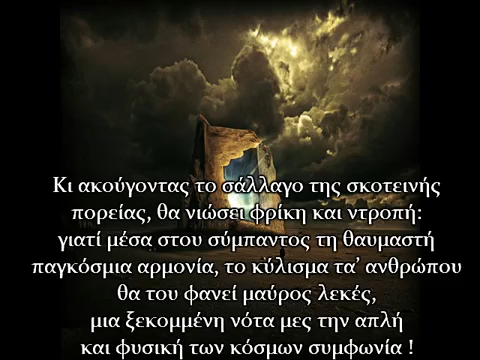 Κι ακούγοντας το σάλλαγο της σκοτεινής
πορείας, θα νιώσει φρίκη και ντροπή:
γιατί μέσα στου σύμπαντος τη θαυμαστή
παγκόσμια αρμονία, το κύλισμα τα’ ανθρώπου
θα του φανεί μαύρος λεκές,
μια ξεκομμένη νότα μες την απλή
και φυσική των κόσμων συμφωνία !